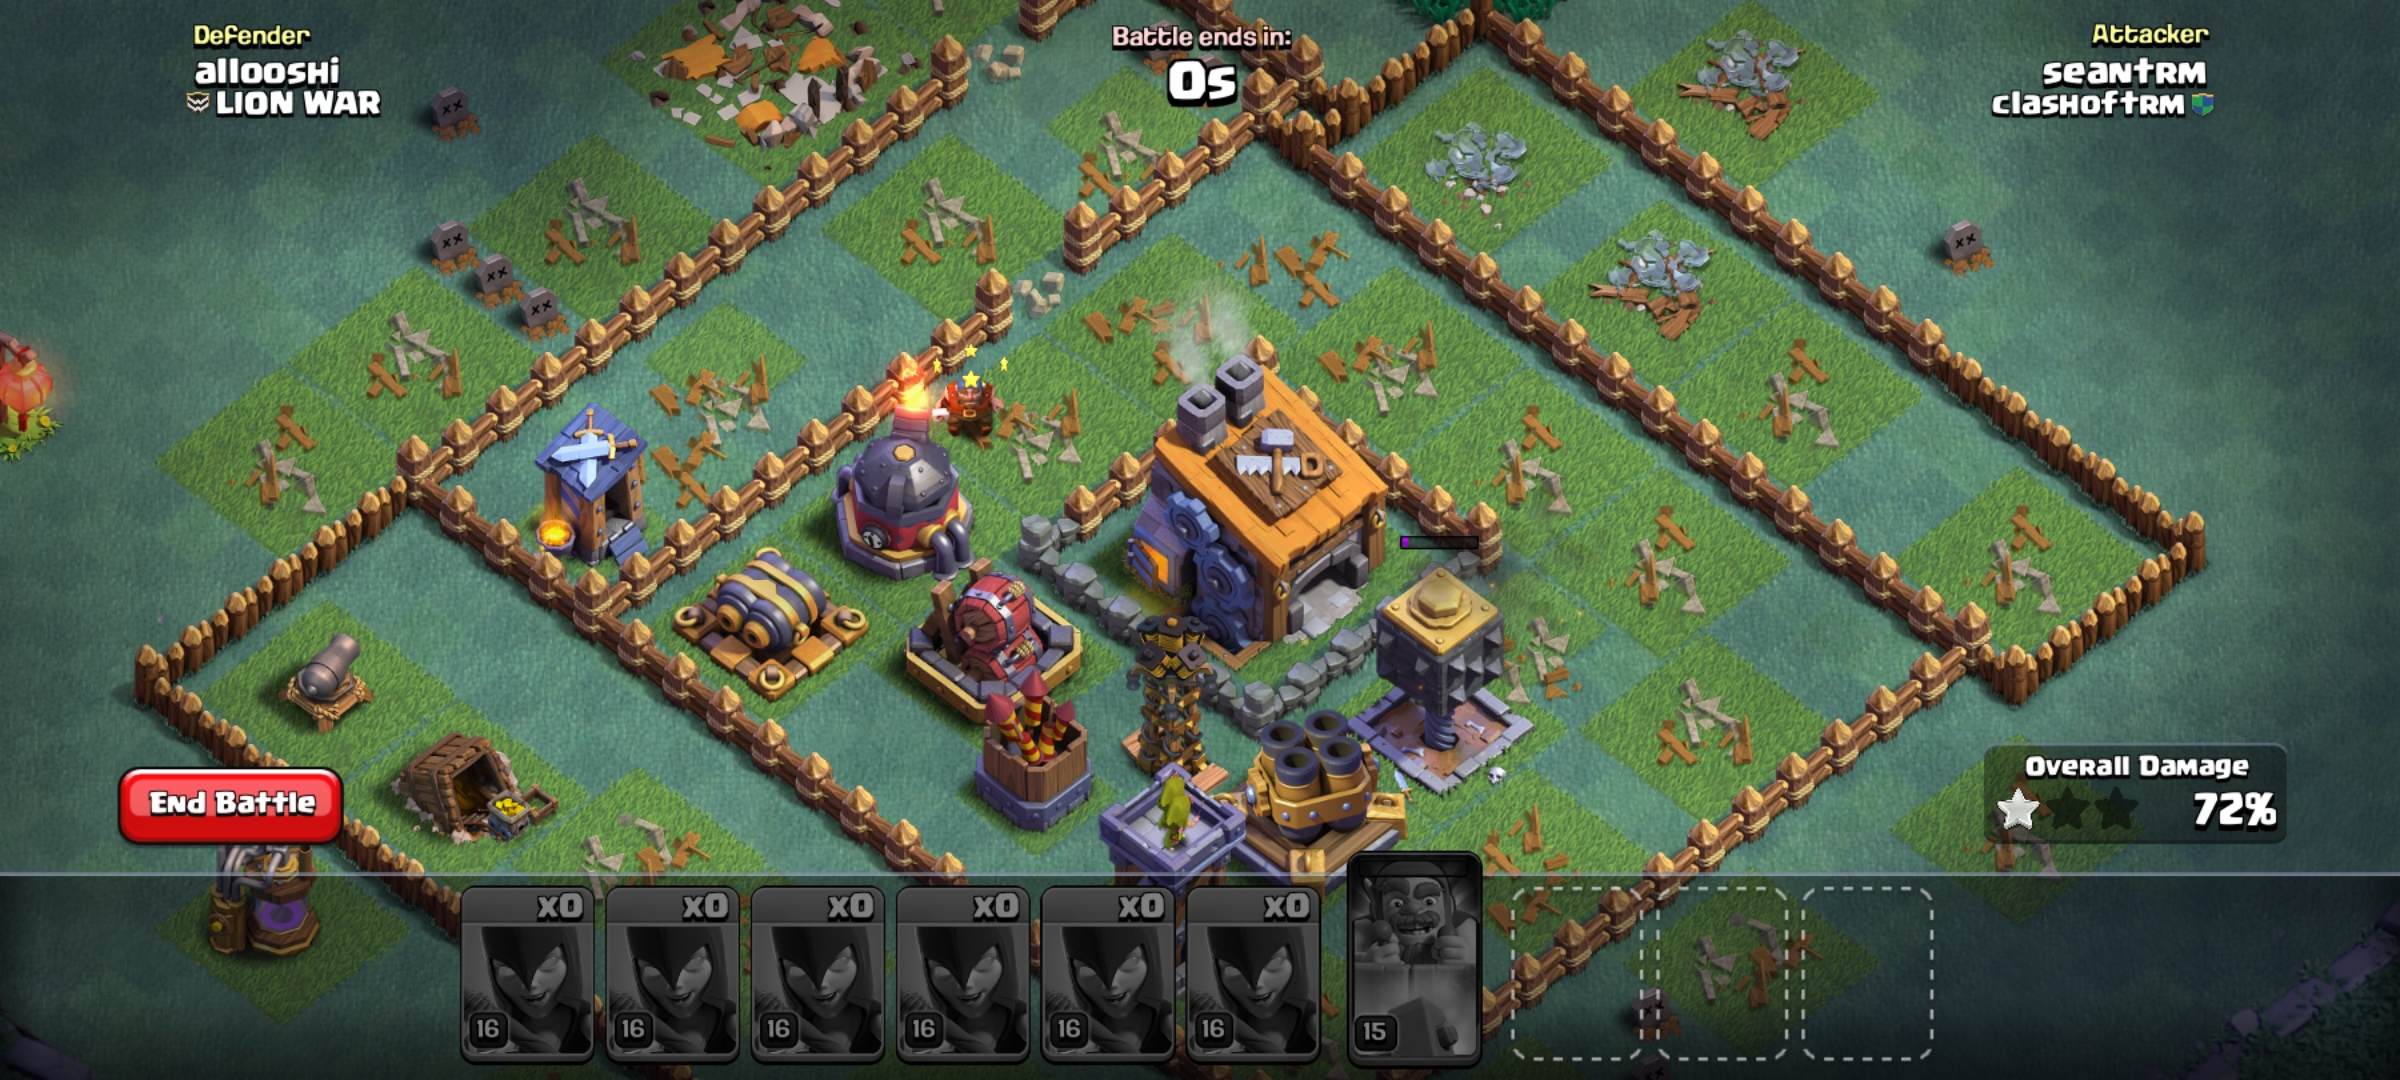 Defender
allooshi
LION WAR
Battle ends in:
0s
Attacker
seantrm
clashoftrm
End Battle
Overall Damage
72%
x0
x0
x0
x0
x0
x0
16
16
16
16
16
16
15